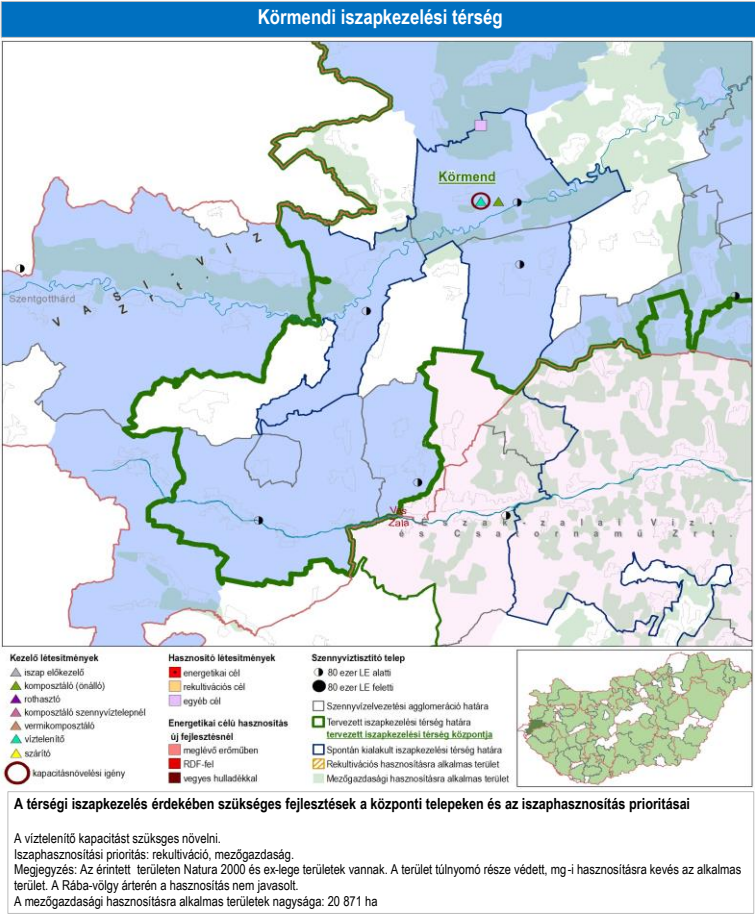 Körmendi iszapkezelési térség
Körmend
Szentgotthárd
VASI-VÍZ
Zrt.
Vas
Zala
Észak-zalai Víz-
és Csatornamű Zrt.
Kezelő létesítmények
iszap előkezelő
komposztáló (önálló)
rothasztó
komposztáló szennyvíztelepnél
vermikomposztáló
víztelenítő
szárító
kapacitásnövelési igény
Hasznosító létesítmények
energetikai cél
rekultivációs cél
egyéb cél
Energetikai célú hasznosítás
új fejlesztésnél
meglévő erőműben
RDF-fel
vegyes hulladékkal
Szennyvíztisztító telep
80 ezer LE alatti
80 ezer LE feletti
Szennyvízelvezetési agglomeráció határa
Tervezett iszapkezelési térség határa
tervezett iszapkezelési térség központja
Spontán kialakult iszapkezelési térség határa
Rekultivációs hasznosításra alkalmas terület
Mezőgazdasági hasznosításra alkalmas terület
A térségi iszapkezelés érdekében szükséges fejlesztések a központi telepeken és az iszaphasznosítás prioritásai
A víztelenítő kapacitást szüksges növelni.
Iszaphasznosítási prioritás: rekultiváció, mezőgazdaság.
Megjegyzés: Az érintett területen Natura 2000 és ex-lege területek vannak. A terület túlnyomó része védett, mg-i hasznosításra kevés az alkalmas
terület. A Rába-völgy árterén a hasznosítás nem javasolt.
A mezőgazdasági hasznosításra alkalmas területek nagysága: 20 871 ha